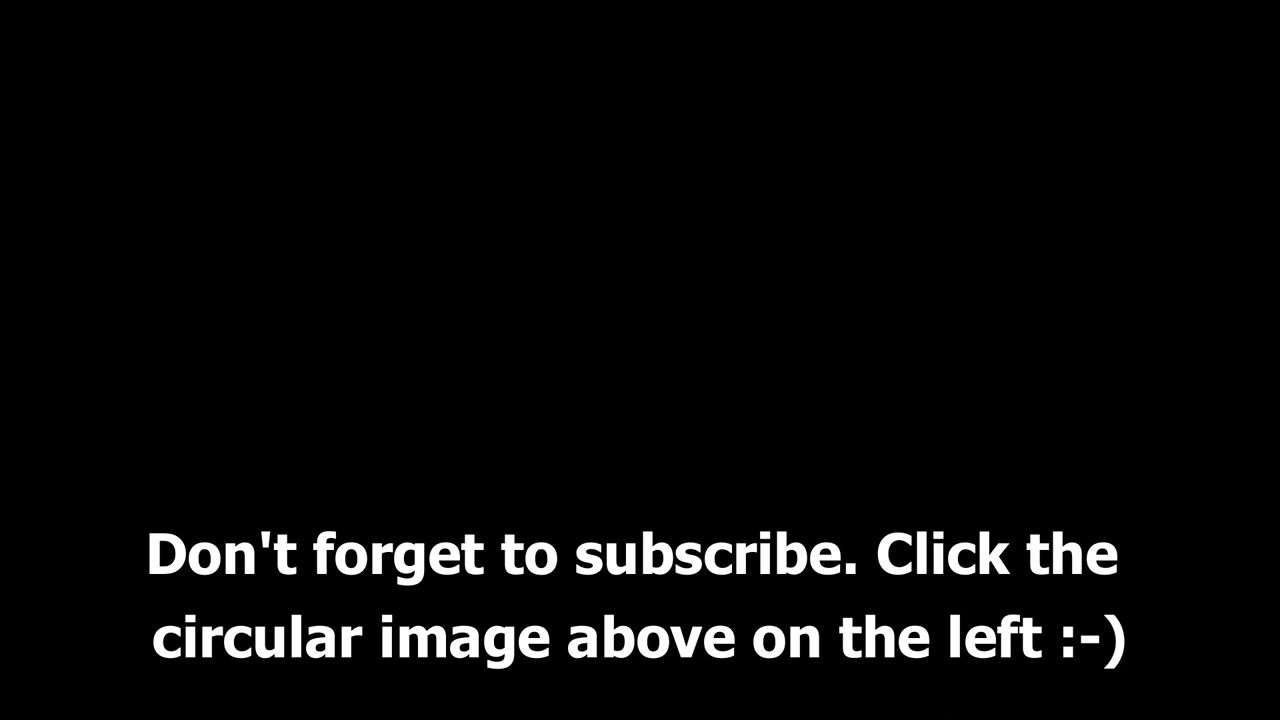 Don't forget to subscribe. Click the
circular image above on the left :-)